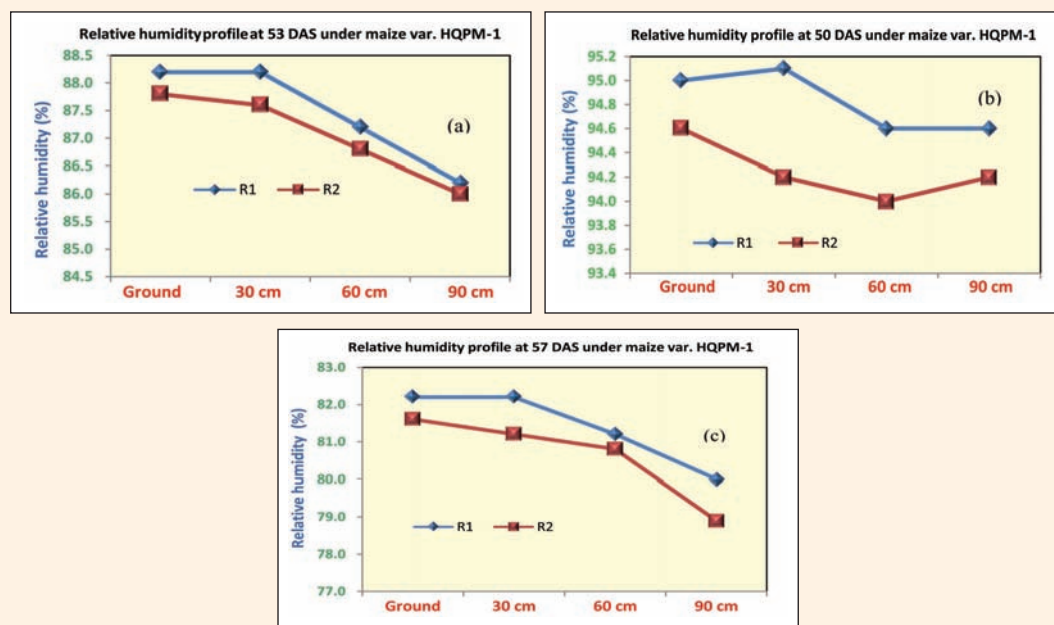 Relative humidity profile at 53 DAS under maize var. HQPM-1
Relative humidity (%)
88.5
88.0
87.5
87.0
86.5
86.0
85.5
85.0
84.5
(a)
R1 R2
Ground 30 cm 60 cm 90 cm
Relative humidity profile at 50 DAS under maize var. HQPM-1
Relative humidity (%)
95.2
95.0
94.8
94.6
94.4
94.2
94.0
93.8
93.6
93.4
(b)
R1 R2
Ground 30 cm 60 cm 90 cm
Relative humidity profile at 57 DAS under maize var. HQPM-1
Relative humidity (%)
83.0
82.0
81.0
80.0
79.0
78.0
77.0
(c)
R1 R2
Ground 30 cm 60 cm 90 cm